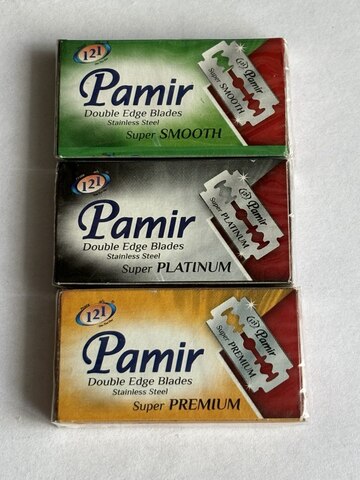 121
Pamir
Double Edge Blades
Stainless Steel
Super SMOOTH
Pamir
Super SMOOTH
121
Pamir
Double Edge Blades
Stainless Steel
Super PLATINUM
Pamir
Super PLATINUM
121
Pamir
Double Edge Blades
Stainless Steel
Super PREMIUM
Pamir
Super PREMIUM